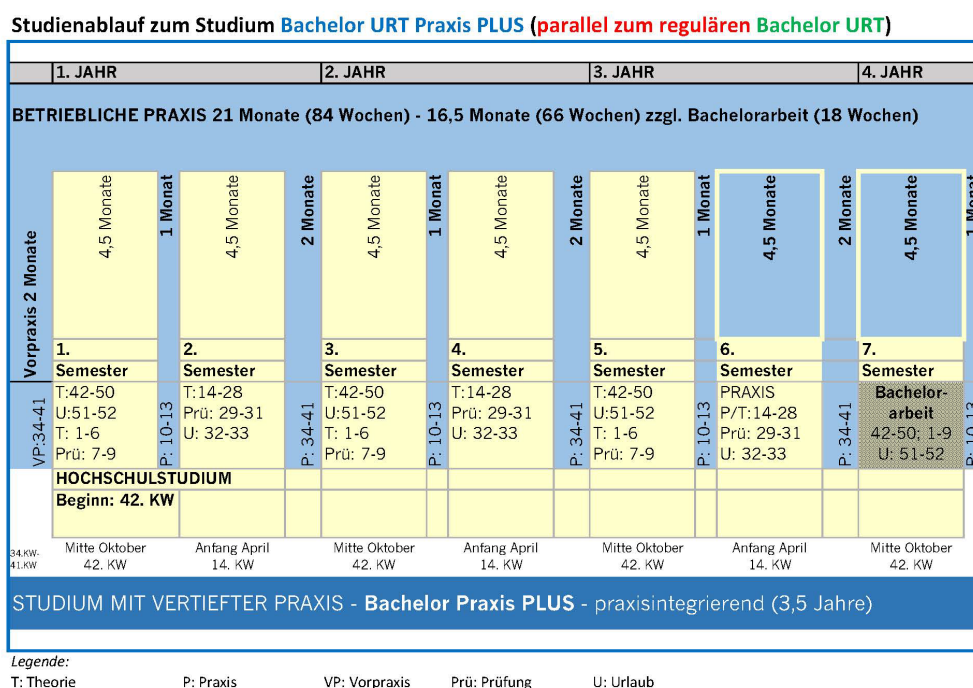 Studienablauf zum Studium Bachelor URT Praxis PLUS (parallel zum regulären Bachelor URT)
1. JAHR 2. JAHR 3. JAHR 4. JAHR
BETRIEBLICHE PRAXIS 21 Monate (84 Wochen) - 16,5 Monate (66 Wochen) zzgl. Bachelorarbeit (18 Wochen)
Vorpraxis 2 Monate
4,5 Monate
1 Monat
4,5 Monate
2 Monate
4,5 Monate
1 Monat
4,5 Monate
2 Monate
4,5 Monate
1 Monat
4,5 Monate
2 Monate
4,5 Monate
1 Monat
1. 2. 3. 4. 5. 6. 7.
Semester Semester Semester Semester Semester Semester Semester
VP:34-41
T:42-50
U:51-52
T: 1-6
Prü: 7-9
P: 10-13
T:14-28
Prü: 29-31
U: 32-33
P: 34-41
T:42-50
U:51-52
T: 1-6
Prü: 7-9
P: 10-13
T:14-28
Prü: 29-31
U: 32-33
P: 34-41
T:42-50
U:51-52
T: 1-6
Prü: 7-9
P: 10-13
PRAXIS
P/T:14-28
Prü: 29-31
U: 32-33
P: 34-41
Bachelor-
arbeit
42-50; 1-9
U: 51-52
P: 10-13
HOCHSCHULSTUDIUM
Beginn: 42. KW
34.KW-
41.KW
Mitte Oktober Anfang April Mitte Oktober Anfang April Mitte Oktober Anfang April Mitte Oktober
42. KW 14. KW 42. KW 14. KW 42. KW 14. KW 42. KW
STUDIUM MIT VERTIEFTER PRAXIS - Bachelor Praxis PLUS - praxisintegrierend (3,5 Jahre)
Legende:
T: Theorie P: Praxis VP: Vorpraxis Prü: Prüfung U: Urlaub